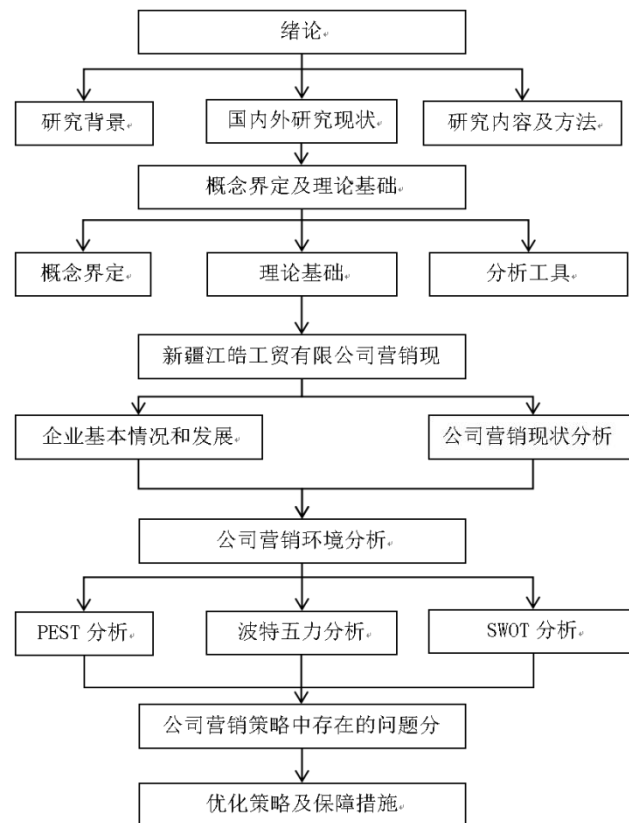 绪论
研究背景
国内外研究现状
研究内容及方法
概念界定及理论基础
概念界定
理论基础
分析工具
新疆江皓工贸有限公司营销现
企业基本情况和发展
公司营销现状分析
公司营销环境分析
PEST 分析
波特五力分析
SWOT 分析
公司营销策略中存在的问题分
优化策略及保障措施